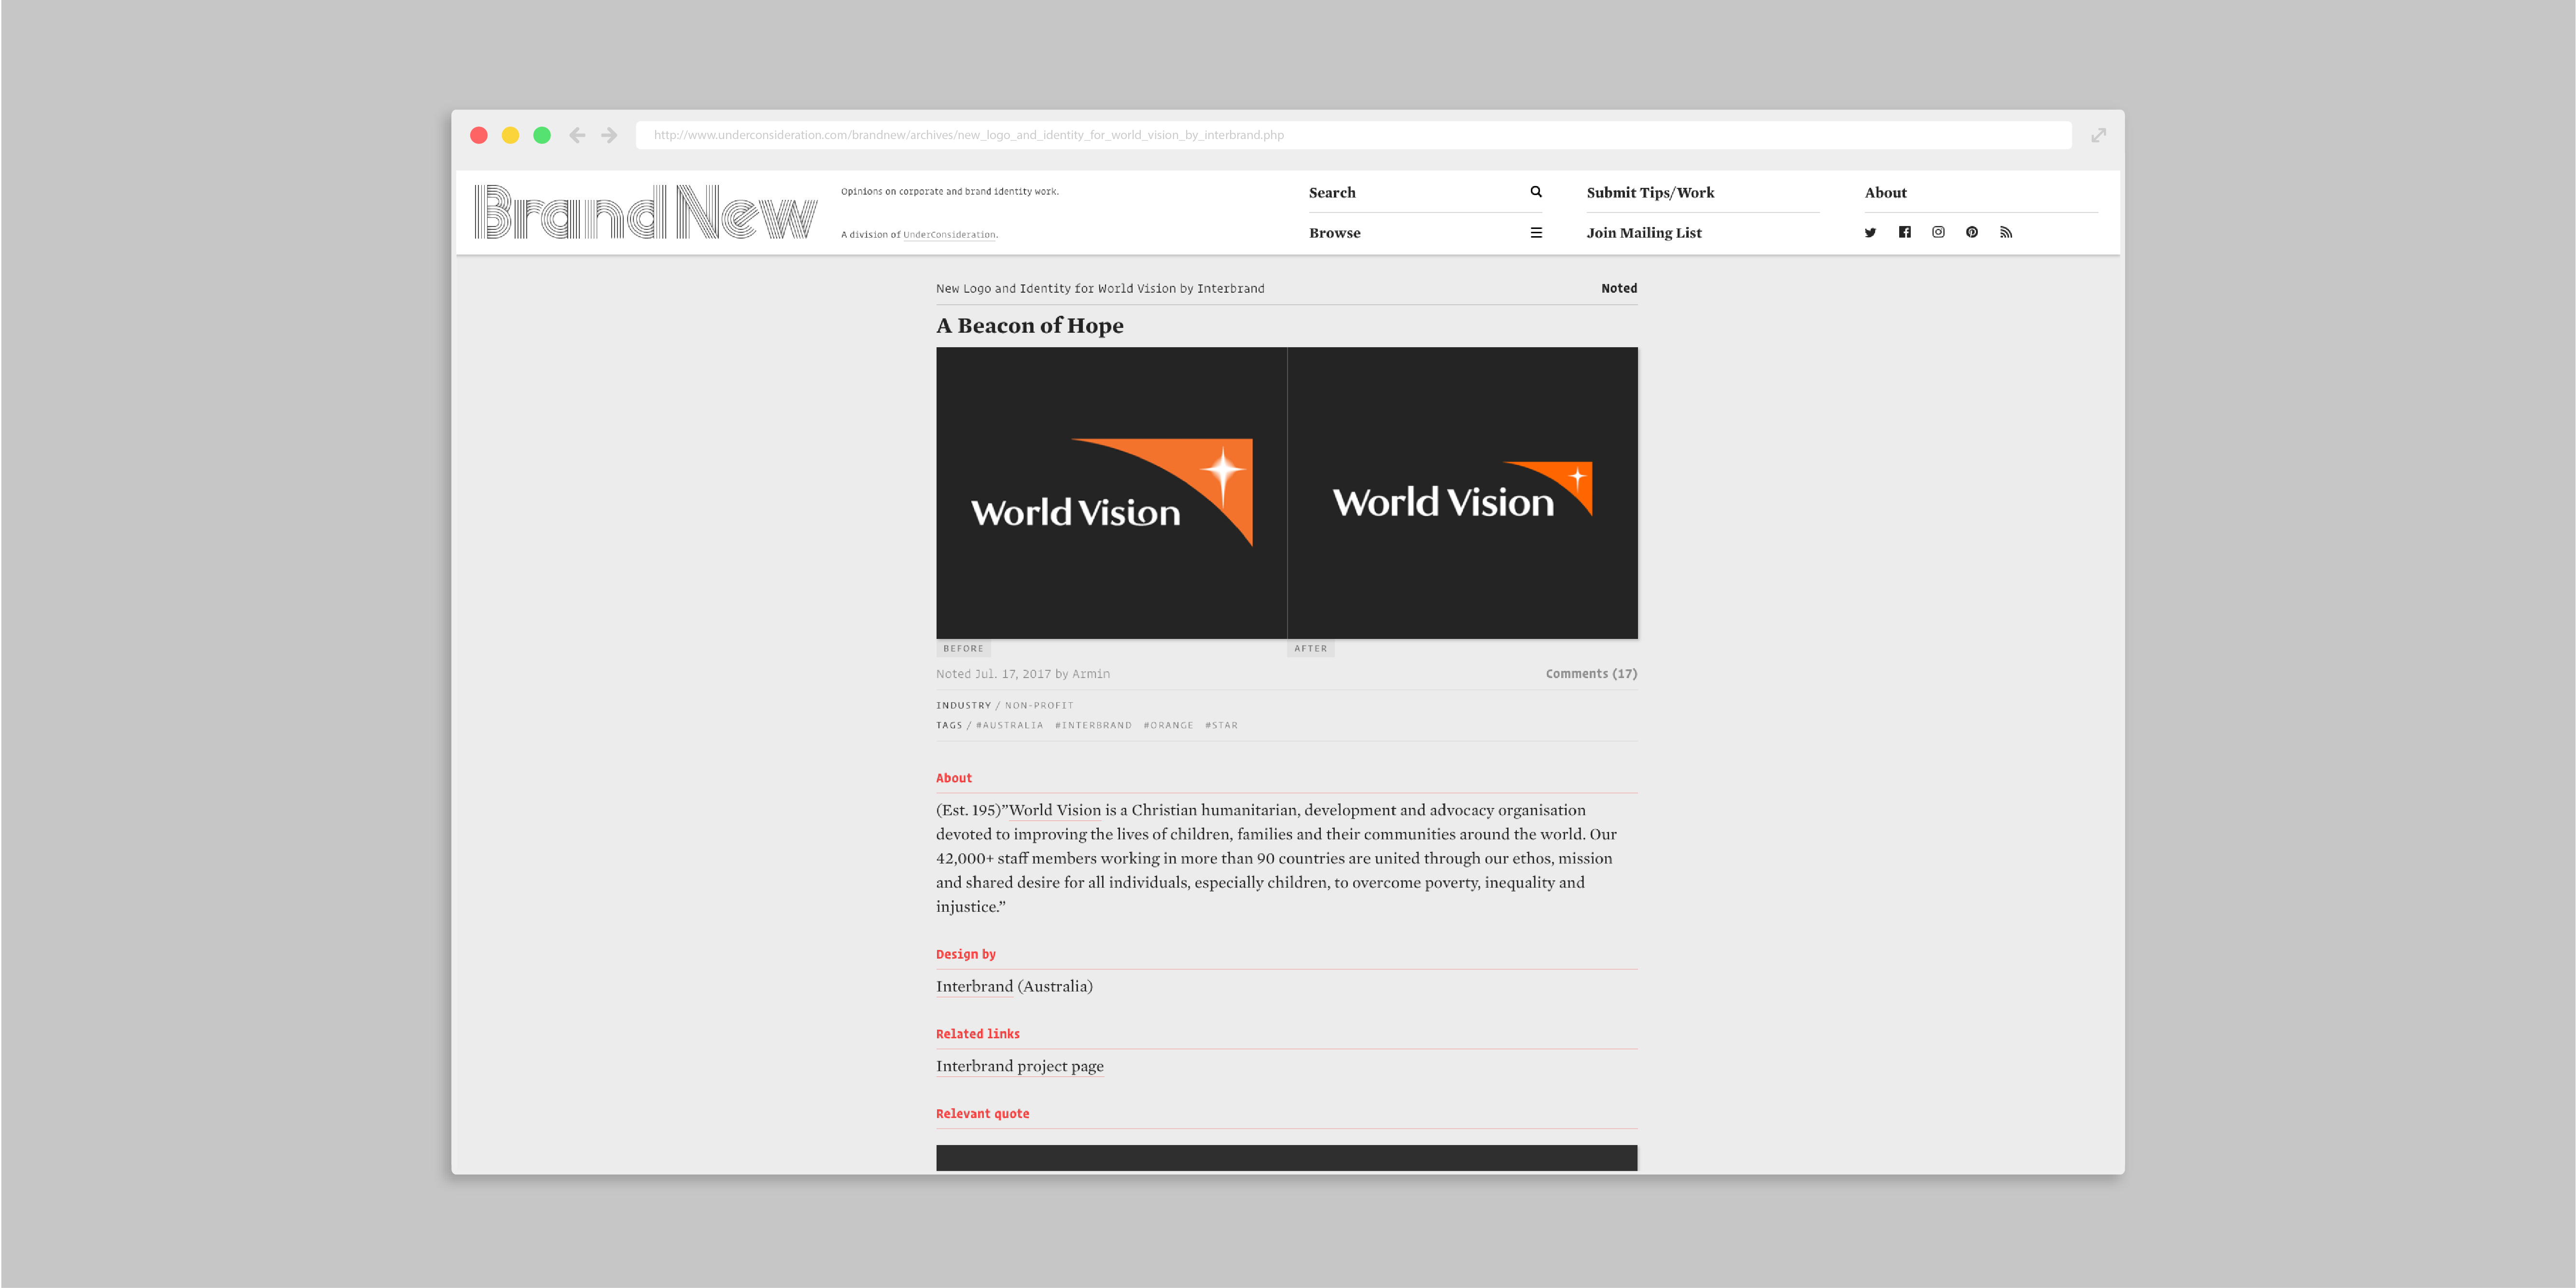 http://www.underconsideration.com/brandnew/archives/new_logo_and_identity_for_world_vision_by_interbrand.php
Brand New
Opinions on corporate and brand identity work.
A division of UnderConsideration.
Search
Browse
Submit Tips/Work
Join Mailing List
About
New Logo and Identity for World Vision by Interbrand
Noted
A Beacon of Hope
World Vision
World Vision
BEFORE
AFTER
Noted Jul. 17, 2017 by Armin
Comments (17)
INDUSTRY / NON-PROFIT
TAGS / #AUSTRALIA #INTERBRAND #ORANGE #STAR
About
(Est. 195)”World Vision is a Christian humanitarian, development and advocacy organisation
devoted to improving the lives of children, families and their communities around the world. Our
42,000+ staff members working in more than 90 countries are united through our ethos, mission
and shared desire for all individuals, especially children, to overcome poverty, inequality and
injustice.”
Design by
Interbrand (Australia)
Related links
Interbrand project page
Relevant quote